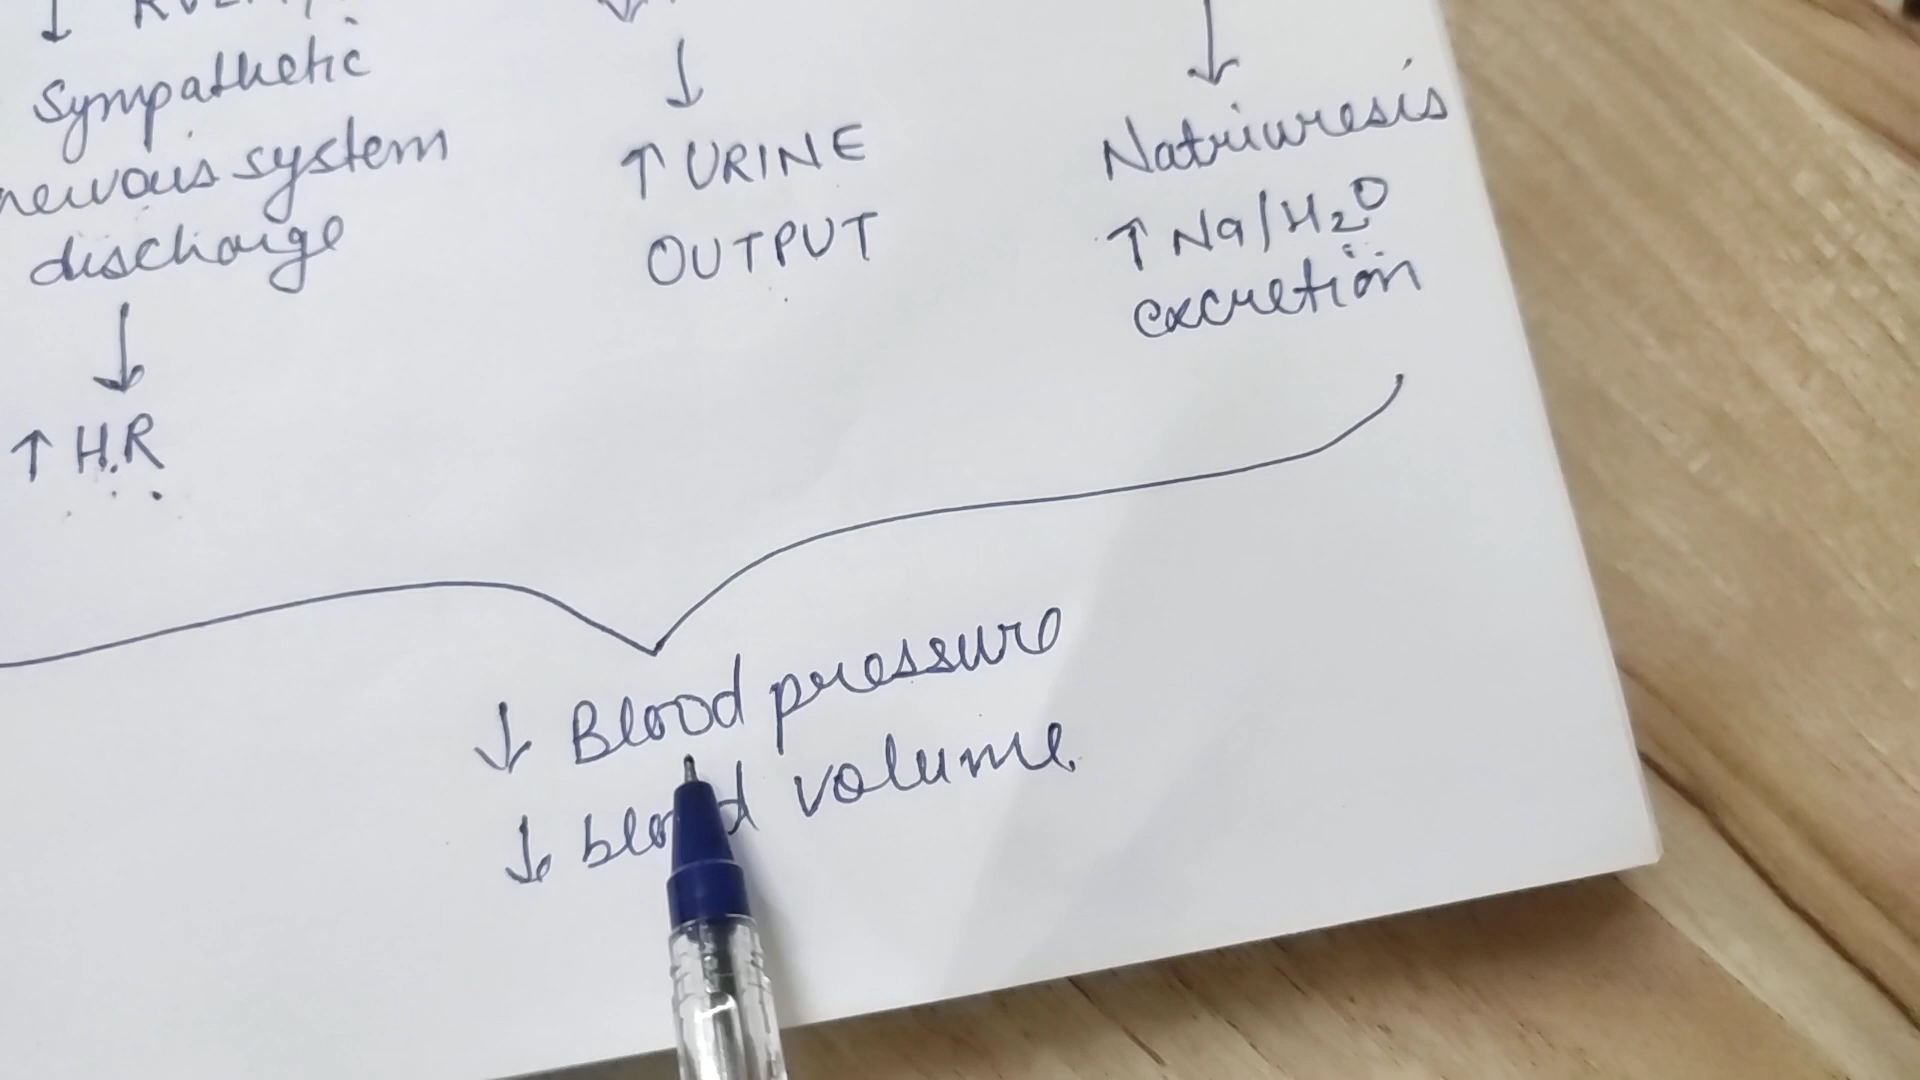 ↓
Sympathetic
nervous system
discharge
↓
↑ H.R
↓
↑ URINE
OUTPUT
↓
Natriuresis
↑ Na/H₂O
excretion
↓ Blood pressure
↓ blood volume